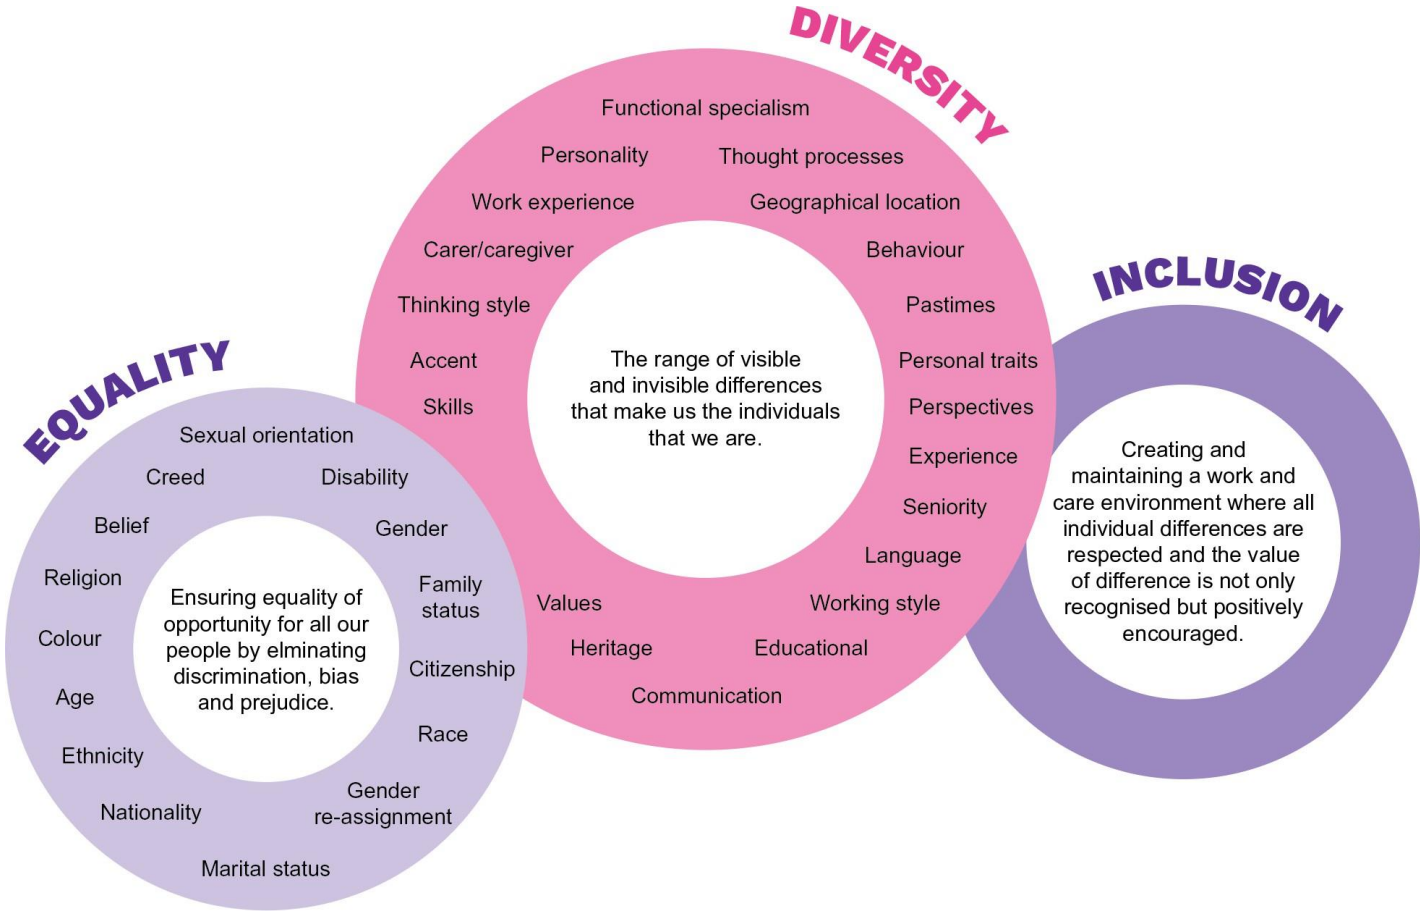 DIVERSITY
Functional specialism
Personality
Thought processes
Work experience
Geographical location
Carer/caregiver
Behaviour
Thinking style
Pastimes
Accent
Personal traits
Skills
Perspectives
Experience
Seniority
Language
Values
Working style
Heritage
Educational
Communication
The range of visible
and invisible differences
that make us the individuals
that we are.
EQUALITY
Sexual orientation
Creed
Disability
Belief
Gender
Religion
Family
status
Colour
Citizenship
Age
Race
Ethnicity
Gender
re-assignment
Nationality
Marital status
Ensuring equality of
opportunity for all our
people by elminating
discrimination, bias
and prejudice.
INCLUSION
Creating and
maintaining a work and
care environment where all
individual differences are
respected and the value
of difference is not only
recognised but positively
encouraged.